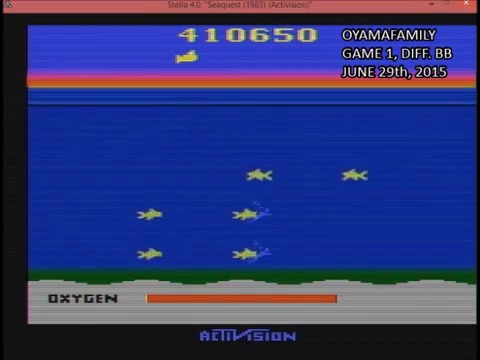 Stella 4.0: "Seaquest (1983) (Activision)"
410650
OYAMAFAMILY
GAME 1, DIFF. BB
JUNE 29th, 2015
OXYGEN
ACTIVISION